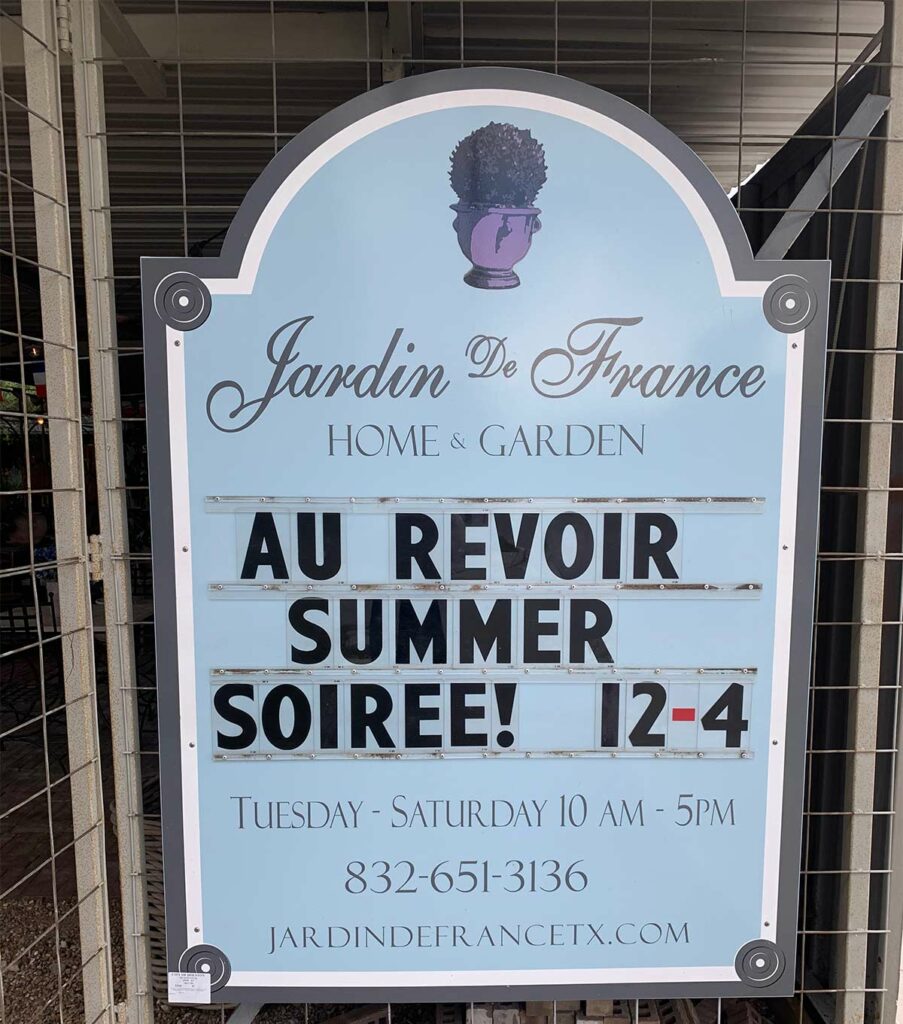 Jardin De France
HOME & GARDEN
AU REVOIR
SUMMER
SOIREE! 12-4
TUESDAY - SATURDAY 10 AM - 5PM
832-651-3136
JARDINDEFRANCETX.COM